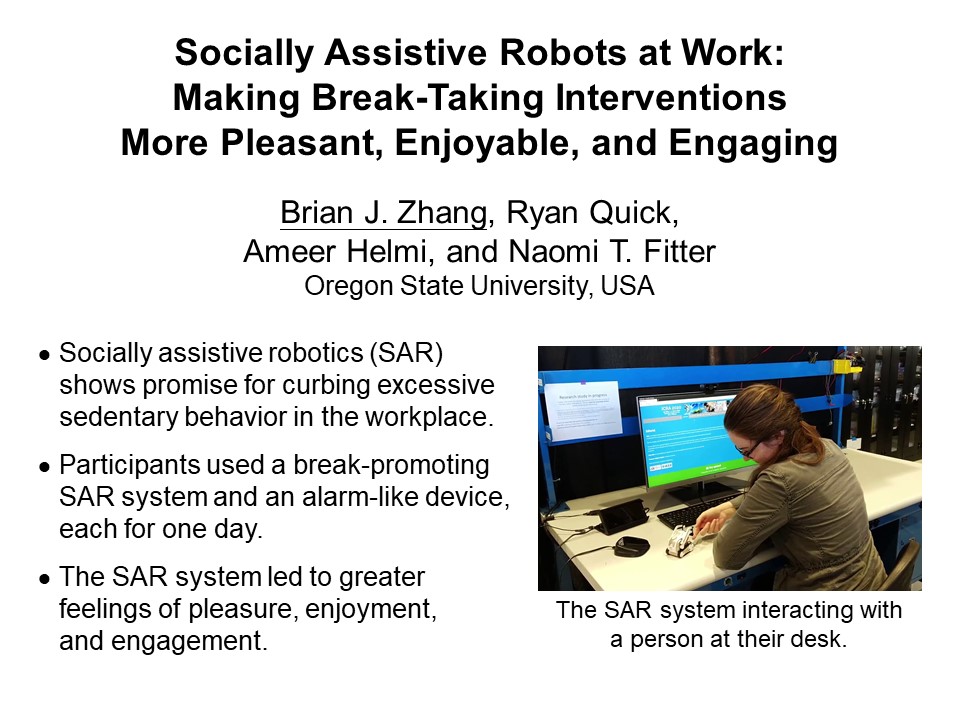 Socially Assistive Robots at Work:
Making Break-Taking Interventions
More Pleasant, Enjoyable, and Engaging
Brian J. Zhang, Ryan Quick,
Ameer Helmi, and Naomi T. Fitter
Oregon State University, USA
• Socially assistive robotics (SAR)
shows promise for curbing excessive
sedentary behavior in the workplace.
• Participants used a break-promoting
SAR system and an alarm-like device,
each for one day.
• The SAR system led to greater
feelings of pleasure, enjoyment,
and engagement.
Research study in progress
The SAR system interacting with
a person at their desk.